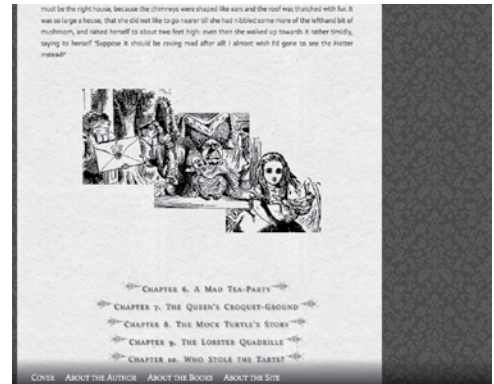 must be the right house, because the chimneys were shaped like ears and the roof was thatched with fur. It
was so large a house, that she did not like to go nearer till she had nibbled some more of the lefthand bit of
mushroom, and raised herself to about two feet high: even then she walked up towards it rather timidly,
saying to herself 'Suppose it should be raving mad after all! I almost wish I'd gone to see the Hatter
instead!'
Chapter 6. A Mad Tea-Party
Chapter 7. The Queen's Croquet-Ground
Chapter 8. The Mock Turtle's Story
Chapter 9. The Lobster Quadrille
Chapter 10. Who Stole the Tarts?
Cover About the Author About the Books About the Site